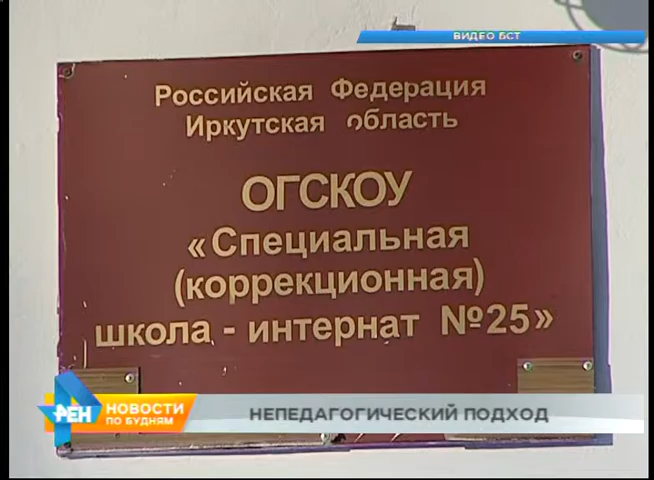 ВИДЕО БСТ
Российская Федерация
Иркутская область
ОГСКОУ
«Специальная
(коррекционная)
школа - интернат №25»
РЕН
НОВОСТИ
ПО БУДНЯМ
НЕПЕДАГОГИЧЕСКИЙ ПОДХОД